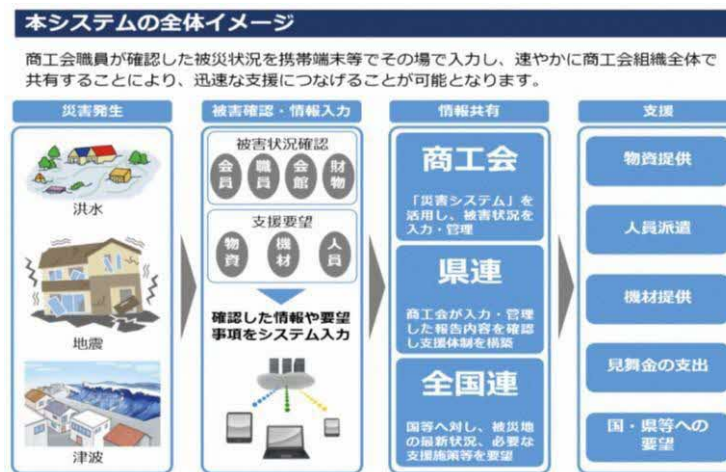 本システムの全体イメージ
商工会職員が確認した被災状況を携帯端末等でその場で入力し、速やかに商工会組織全体で
共有することにより、迅速な支援につなげることが可能となります。
災害発生
洪水
地震
津波
被害確認・情報入力
被害状況確認
会員
職員
会館
財物
支援要望
物資
機材
人員
確認した情報や要望
事項をシステム入力
情報共有
商工会
「災害システム」を
活用し、被害状況を
入力・管理
県連
商工会が入力・管理
した報告内容を確認
し支援体制を構築
全国連
国等へ対し、被災地
の最新状況、必要な
支援施策等を要望
支援
物資提供
人員派遣
機材提供
見舞金の支出
国・県等への
要望